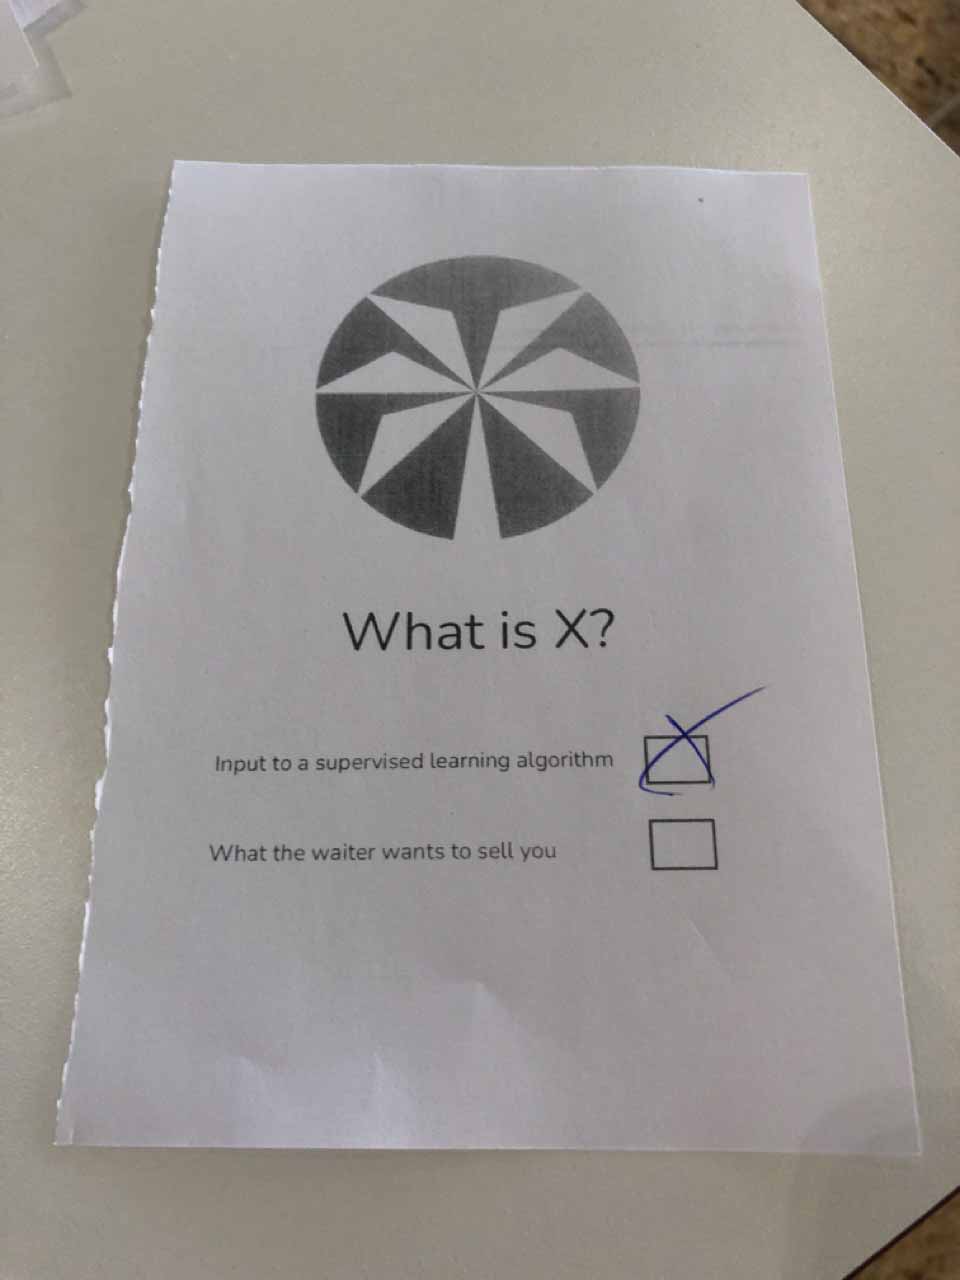 What is X?
Input to a supervised learning algorithm
What the waiter wants to sell you